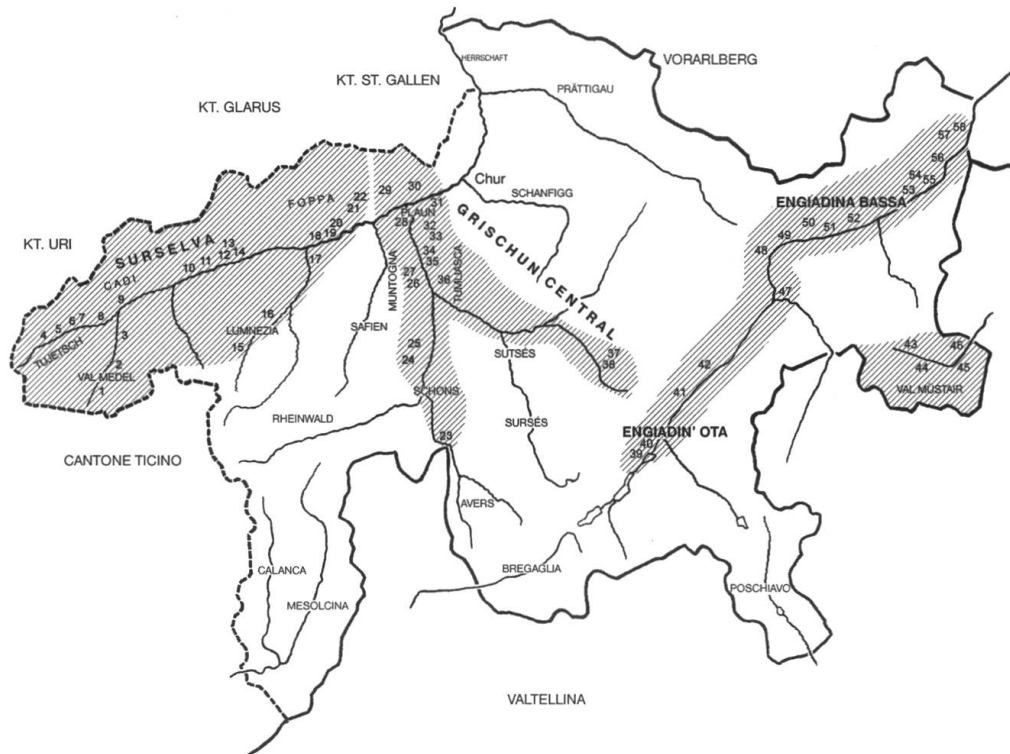 HERRSCHAFT
VORARLBERG
KT. ST. GALLEN
PRÄTTIGAU
KT. GLARUS
58
57
56
54
55
53
ENGIADINA BASSA
50
51
52
49
48
47
30
29
22
21
FOPPA
Chur
SCHANFIGG
31
PLAUN
28
32
33
20
19
18
17
KT. URI
SURSELVA
CADI
13
14
12
11
10
9
8
7
6
5
4
TUJETSCH
3
2
VAL MEDEL
1
GRISCHUN CENTRAL
34
35
36
27
26
MUNTOGNA
TUMLIASCA
16
LUMNEZIA
15
SAFIEN
25
24
SUTSÉS
37
38
43
44
46
45
VAL MÜSTAIR
42
41
SCHONS
RHEINWALD
SURSÉS
ENGIADIN' OTA
40
39
23
CANTONE TICINO
AVERS
BREGAGLIA
CALANCA
MESOLCINA
POSCHIAVO
VALTELLINA